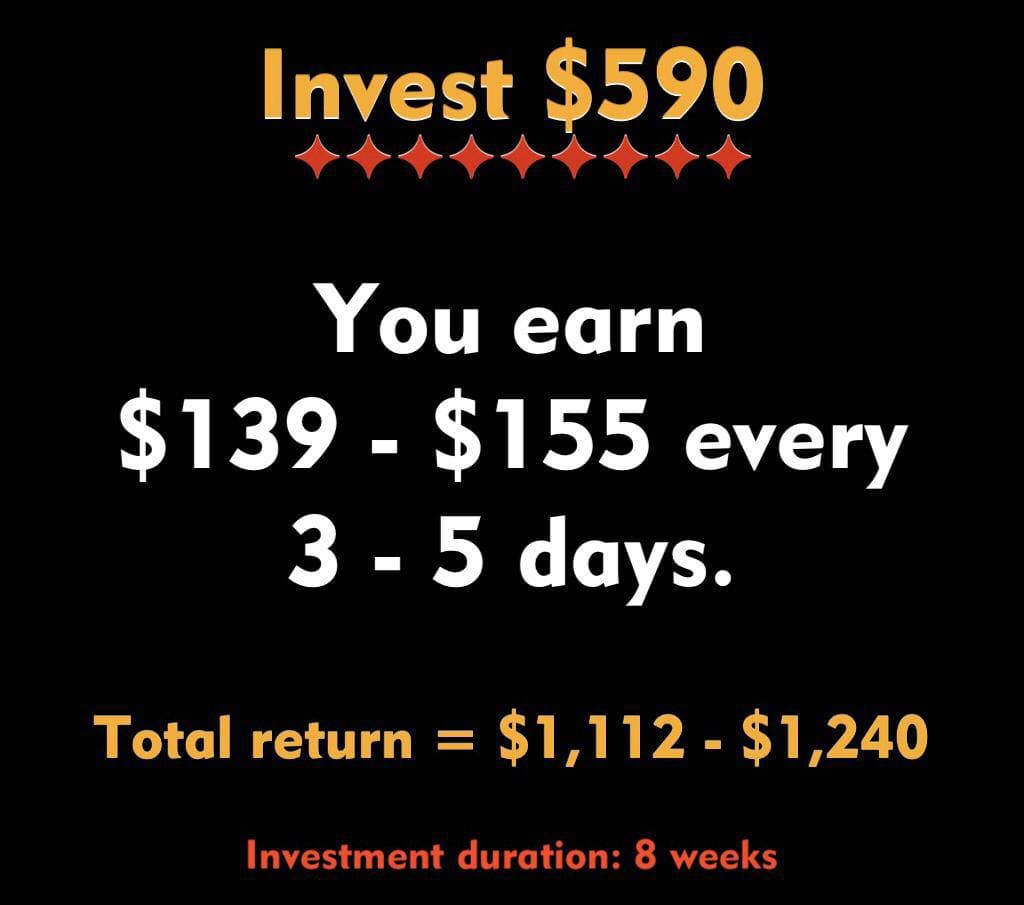 Invest $590
You earn
$139 - $155 every
3 - 5 days.
Total return = $1,112 - $1,240
Investment duration: 8 weeks